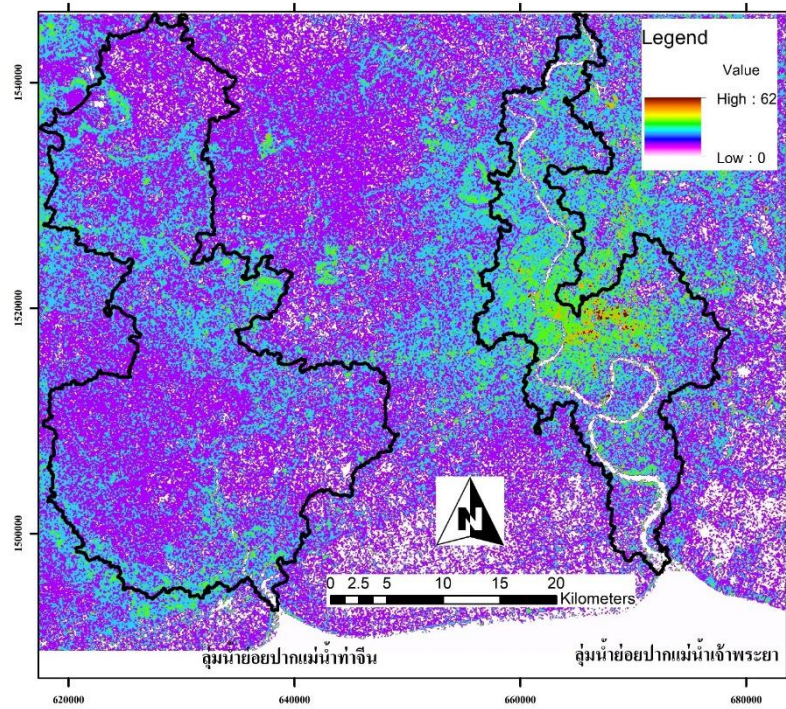 Legend
Value
High : 62
Low : 0
1540000
1520000
1500000
N
0 2.5 5 10 15 20
Kilometers
ลุ่มน้ำย่อยปากแม่น้ำท่าจีน
ลุ่มน้ำย่อยปากแม่น้ำเจ้าพระยา
620000 640000 660000 680000